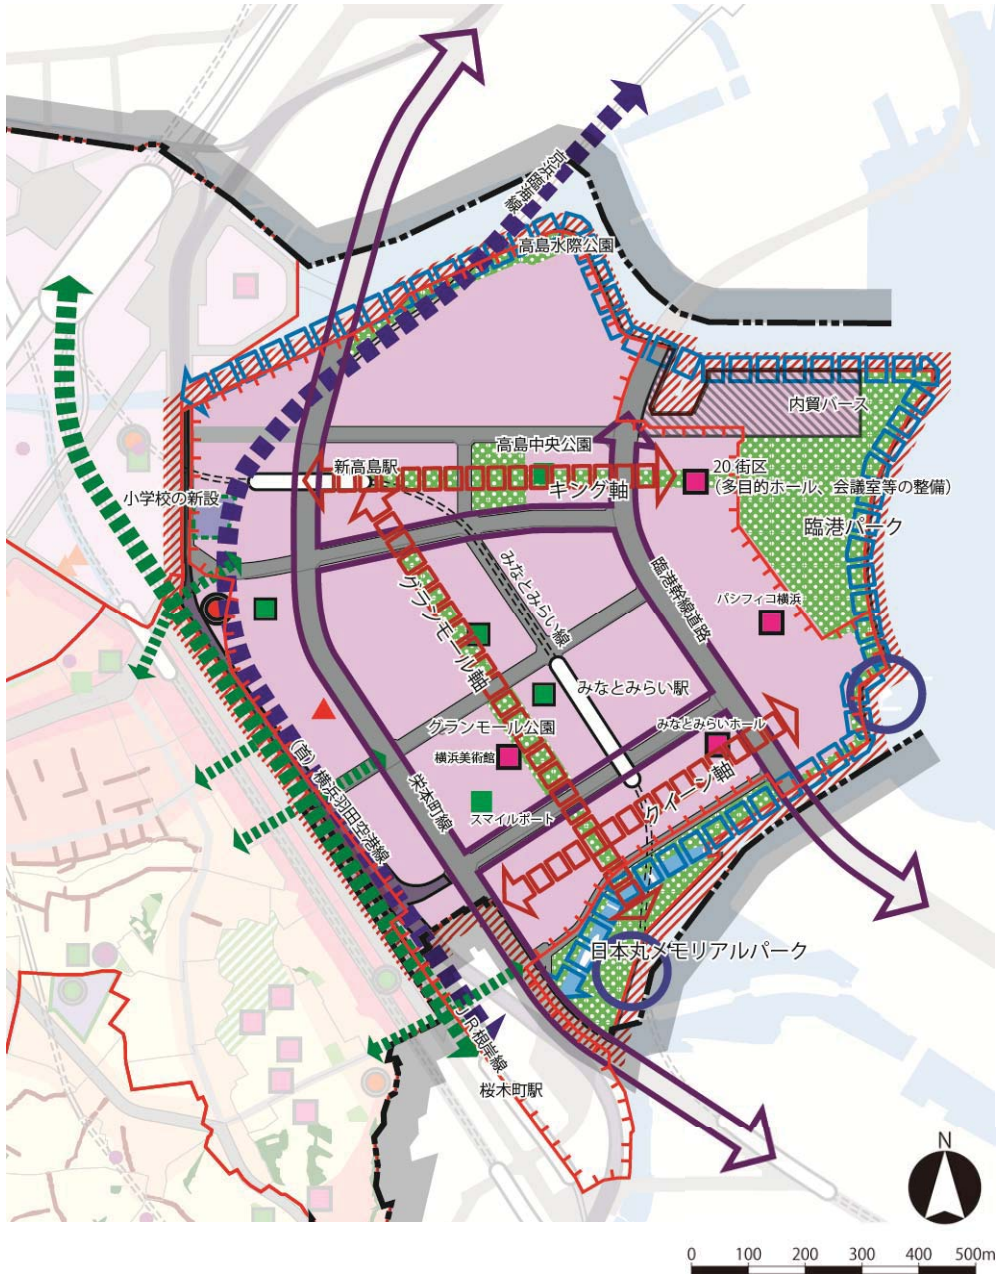 京浜臨海線
高島水際公園
内貿バース
高島中央公園
新高島駅
キング軸
20街区
（多目的ホール、会議室等の整備）
小学校の新設
臨港パーク
みなとみらい線
臨港幹線道路
グランモール軸
パシフィコ横浜
みなとみらい駅
グランモール公園
みなとみらいホール
横浜美術館
（首）横浜羽田空港線
栄本町線
クイーン軸
スマイルポート
日本丸メモリアルパーク
JR根岸線
桜木町駅
N
0 100 200 300 400 500m